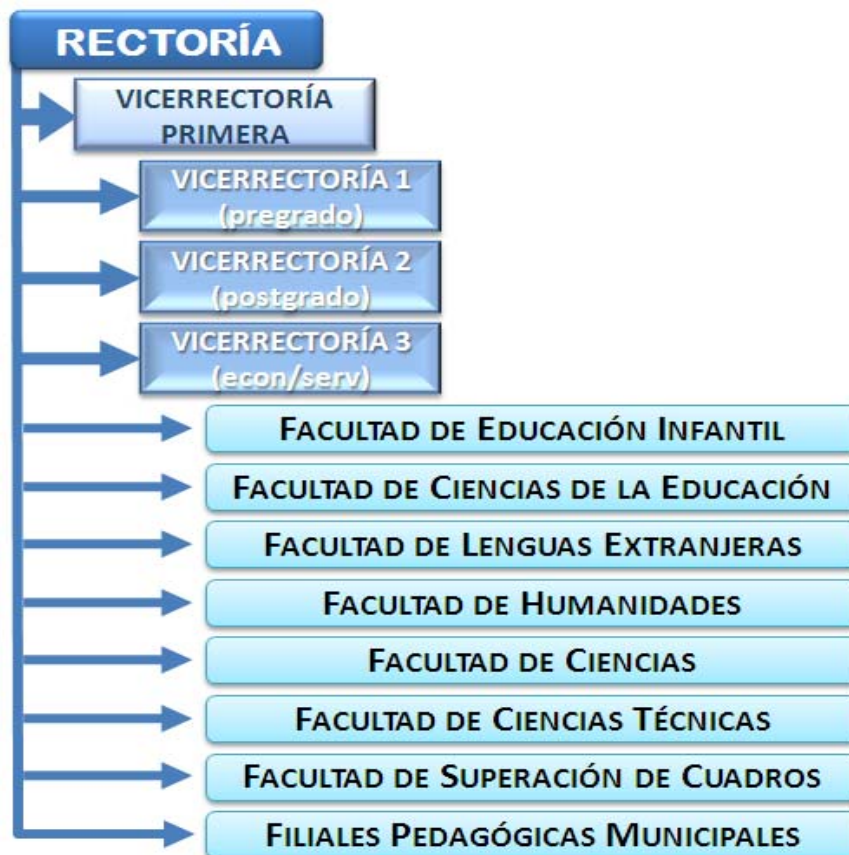 RECTORÍA
VICERRECTORÍA
PRIMERA
VICERRECTORÍA 1
(pregrado)
VICERRECTORÍA 2
(postgrado)
VICERRECTORÍA 3
(econ/serv)
FACULTAD DE EDUCACIÓN INFANTIL
FACULTAD DE CIENCIAS DE LA EDUCACIÓN
FACULTAD DE LENGUAS EXTRANJERAS
FACULTAD DE HUMANIDADES
FACULTAD DE CIENCIAS
FACULTAD DE CIENCIAS TÉCNICAS
FACULTAD DE SUPERACIÓN DE CUADROS
FILIALES PEDAGÓGICAS MUNICIPALES